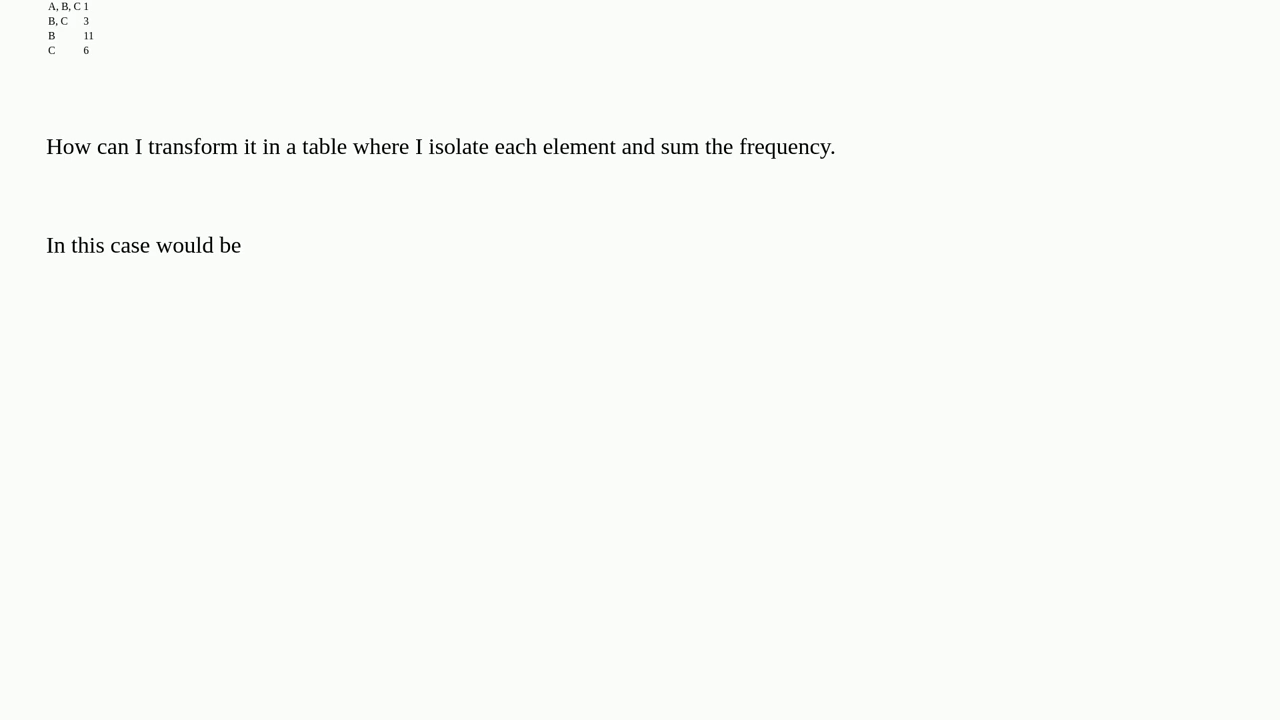 A, B, C 1
B, C 3
B 11
C 6
How can I transform it in a table where I isolate each element and sum the frequency.
In this case would be